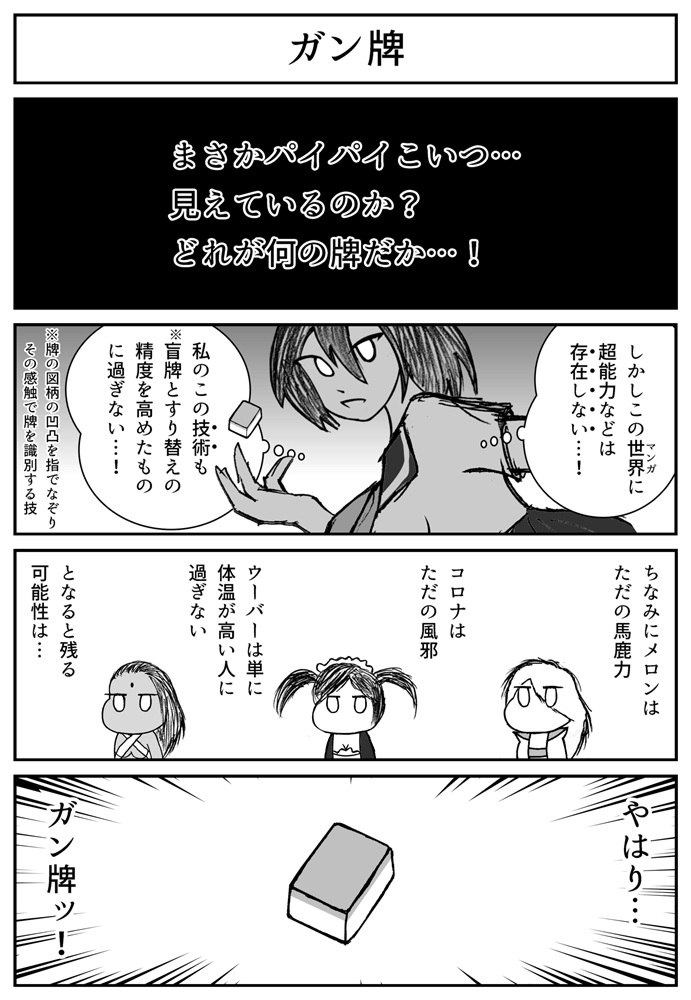 ガン牌
まさかパイパイこいつ…
見えているのか？
どれが何の牌だか…！
しかしこの世界に
マンガ
超能力などは
存在しない…！
私のこの技術も
※盲牌とすり替えの
精度を高めたもの
に過ぎない…！
※牌の図柄の凹凸を指でなぞり
その感触で牌を識別する技
ちなみにメロンは
ただの馬鹿力
コロナは
ただの風邪
ウーバーは単に
体温が高い人に
過ぎない
となると残る
可能性は…
やはり…
ガン牌ッ！